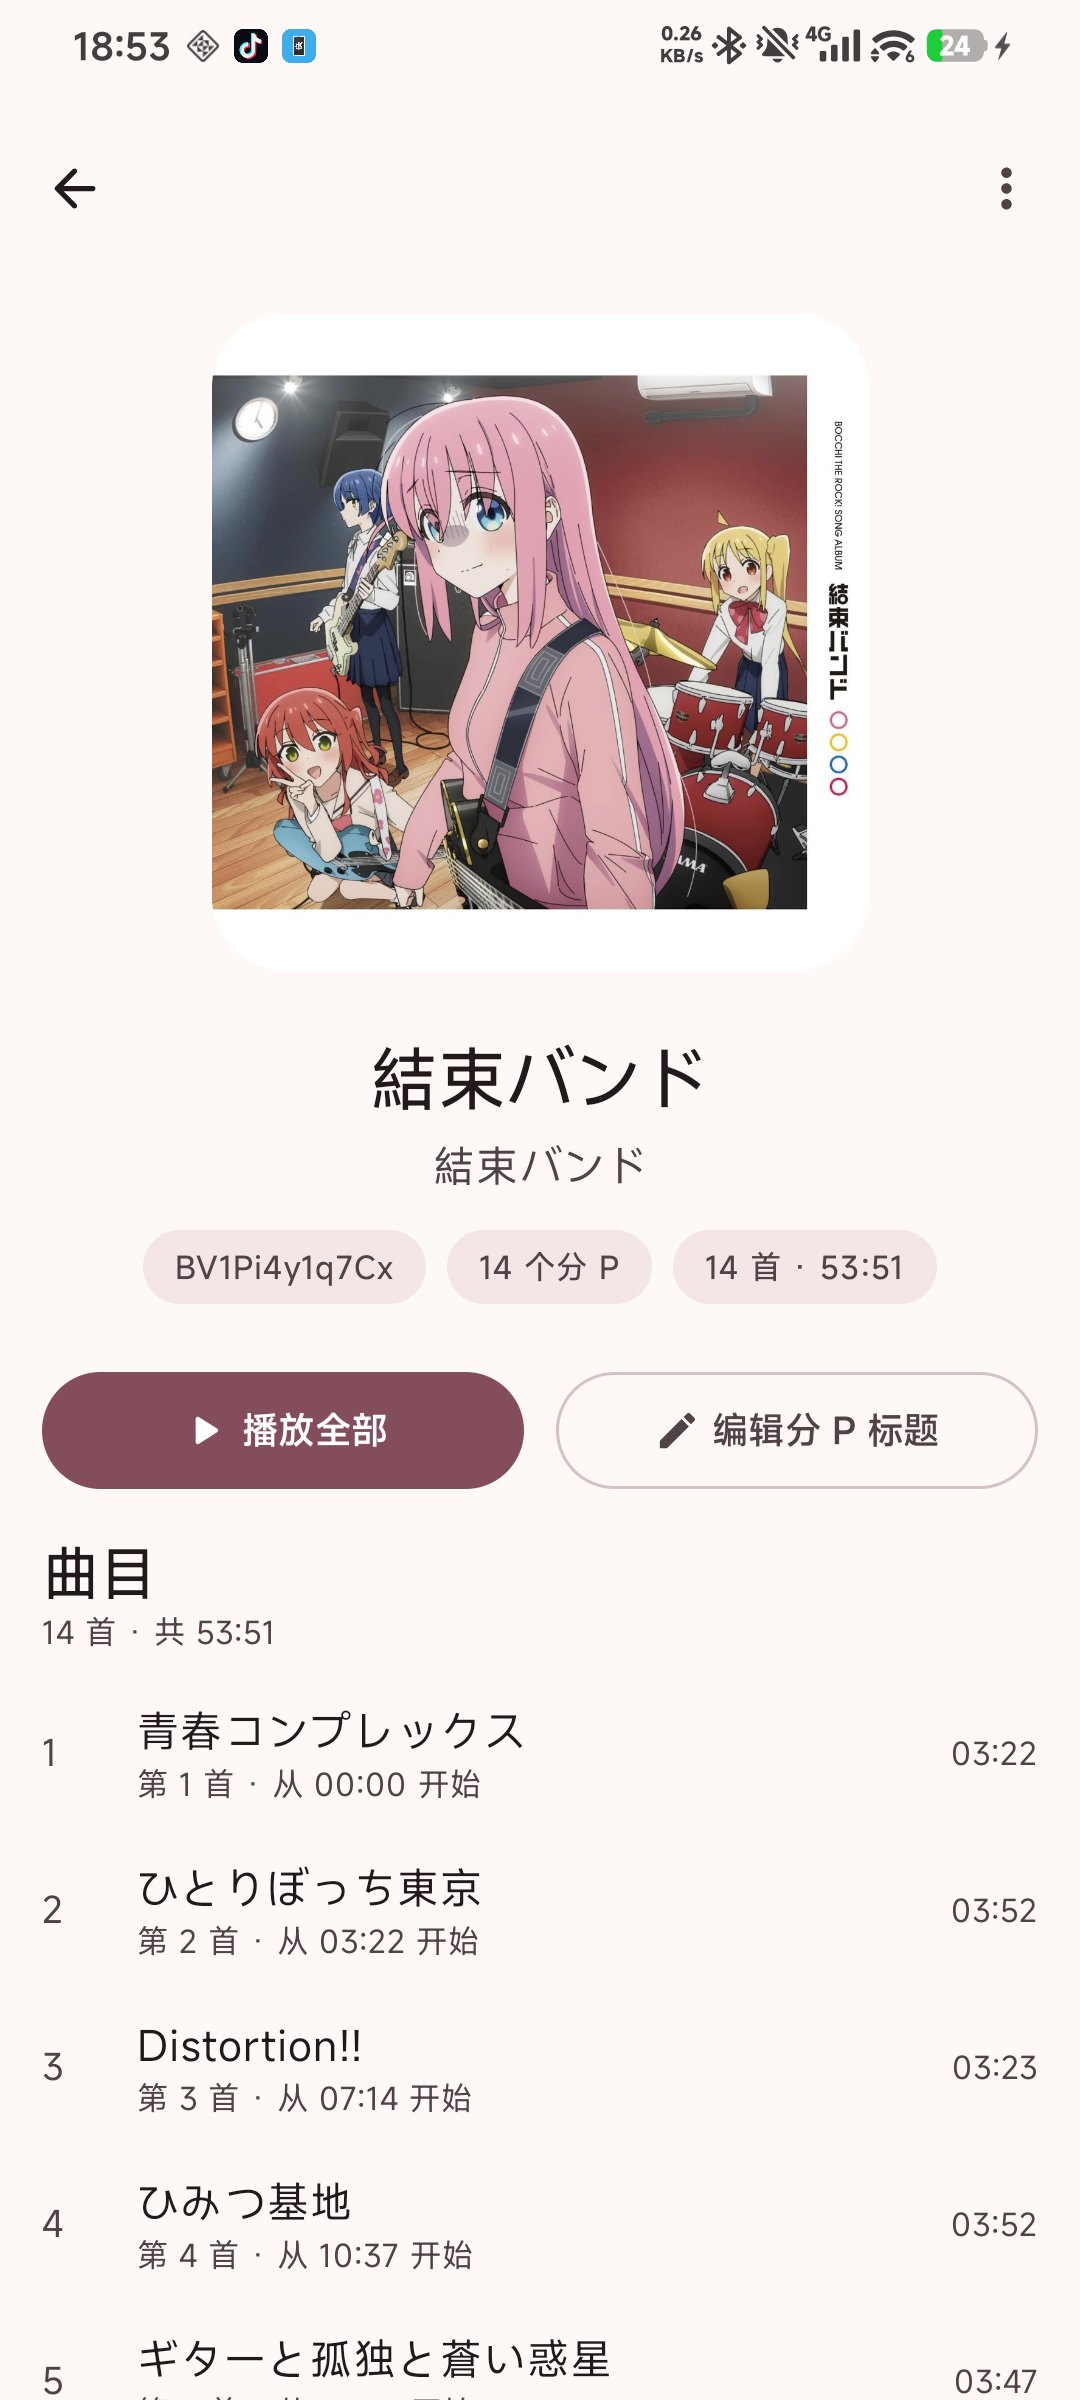 18:53
0.26 KB/s
4G
6
24
BOCCHI THE ROCK! SONG ALBUM
結束バンド
AMA
結束バンド
結束バンド
BV1Pi4y1q7Cx
14 个分 P
14 首 · 53:51
播放全部
编辑分 P 标题
曲目
14 首 · 共 53:51
1
青春コンプレックス
第 1 首 · 从 00:00 开始
03:22
2
ひとりぼっち東京
第 2 首 · 从 03:22 开始
03:52
3
Distortion!!
第 3 首 · 从 07:14 开始
03:23
4
ひみつ基地
第 4 首 · 从 10:37 开始
03:52
5
ギターと孤独と蒼い惑星
03:47